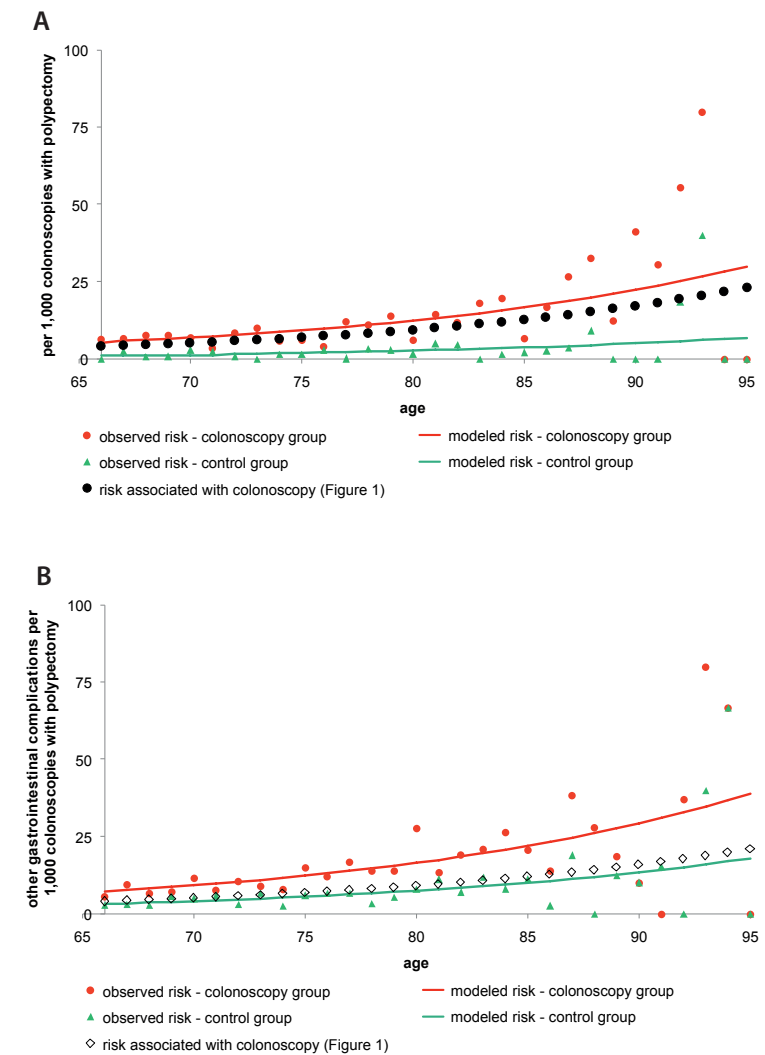 A
per 1,000 colonoscopies with polypectomy
100
75
50
25
0
65 70 75 80 85 90 95
age
observed risk - colonoscopy group
modeled risk - colonoscopy group
observed risk - control group
modeled risk - control group
risk associated with colonoscopy (Figure 1)
B
other gastrointestinal complications per
1,000 colonoscopies with polypectomy
100
75
50
25
0
65 70 75 80 85 90 95
age
observed risk - colonoscopy group
modeled risk - colonoscopy group
observed risk - control group
modeled risk - control group
risk associated with colonoscopy (Figure 1)